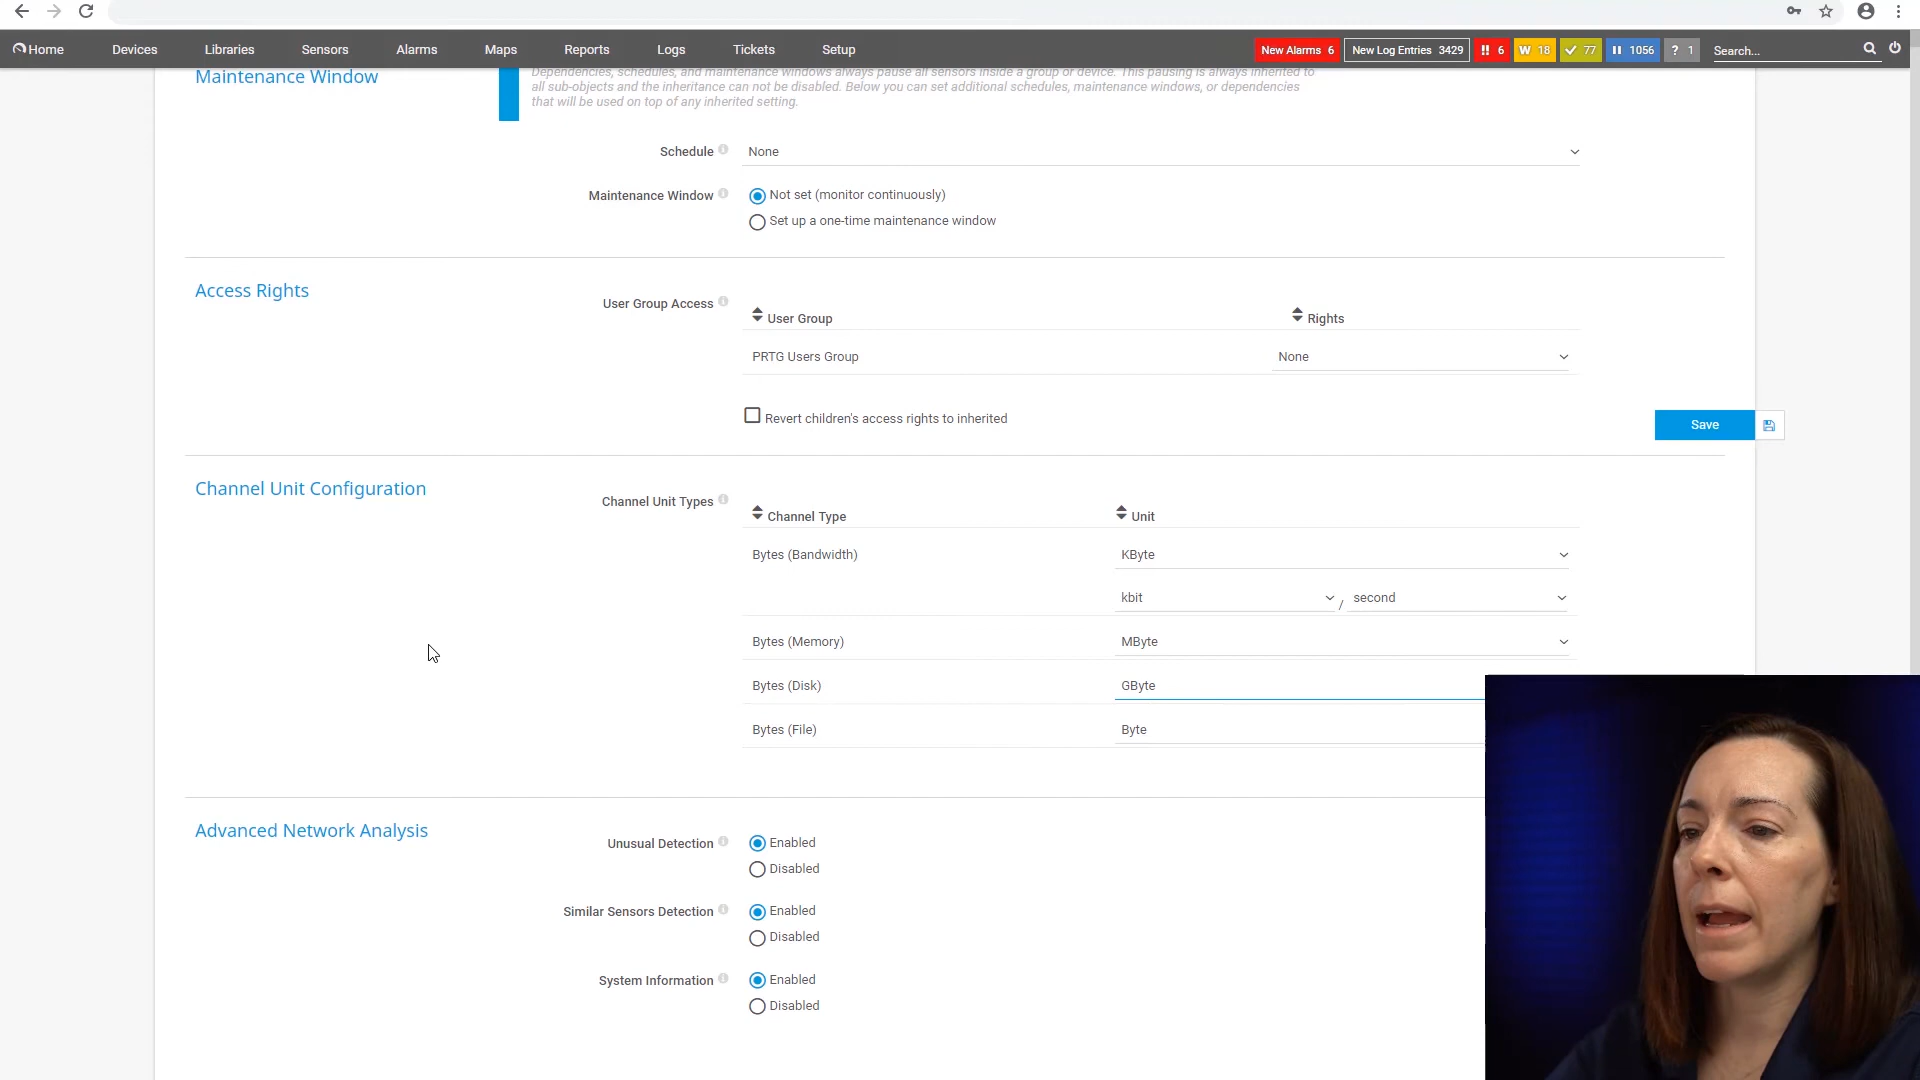 Home Devices Libraries Sensors Alarms Maps Reports Logs Tickets Setup New Alarms 6 New Log Entries 3429 !! 6 W 18 77 1056 ? 1 Search...
Maintenance Window
Dependencies, schedules, and maintenance windows always pause all sensors inside a group or device. This pausing is always inherited to
all sub-objects and the inheritance can not be disabled. Below you can set additional schedules, maintenance windows, or dependencies
that will be used on top of any inherited setting.
Schedule None
Maintenance Window Not set (monitor continuously)
Set up a one-time maintenance window
Access Rights
User Group Access
User Group Rights
PRTG Users Group None
Revert children's access rights to inherited
Save
Channel Unit Configuration
Channel Unit Types
Channel Type Unit
Bytes (Bandwidth) KByte
kbit / second
Bytes (Memory) MByte
Bytes (Disk) GByte
Bytes (File) Byte
Advanced Network Analysis
Unusual Detection Enabled
Disabled
Similar Sensors Detection Enabled
Disabled
System Information Enabled
Disabled